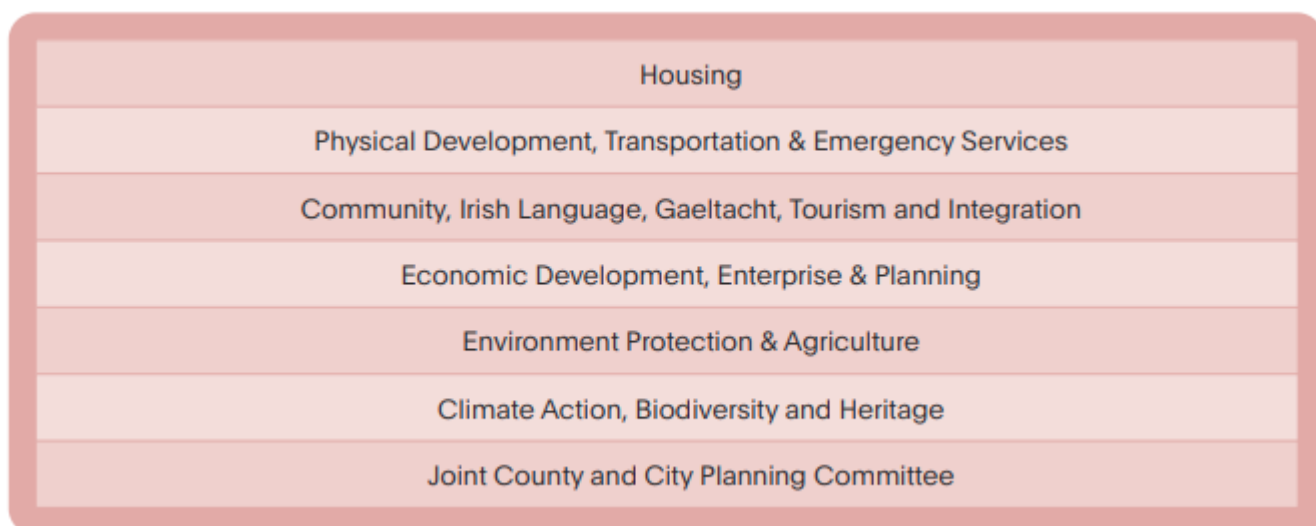 Housing
Physical Development, Transportation & Emergency Services
Community, Irish Language, Gaeltacht, Tourism and Integration
Economic Development, Enterprise & Planning
Environment Protection & Agriculture
Climate Action, Biodiversity and Heritage
Joint County and City Planning Committee